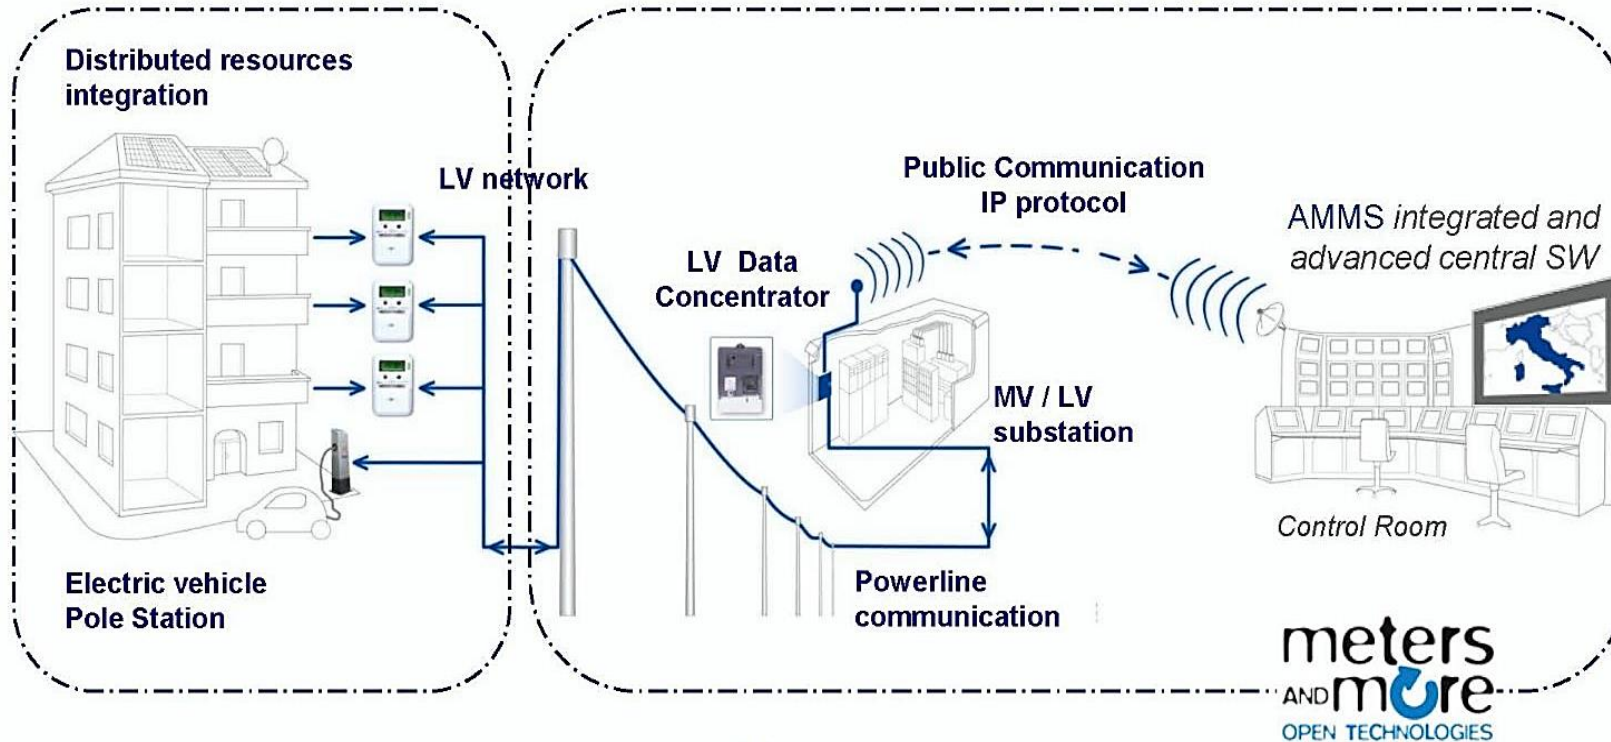 Distributed resources
integration
LV network
Public Communication
IP protocol
AMMS integrated and
advanced central SW
LV Data
Concentrator
MV / LV
substation
Control Room
Electric vehicle
Pole Station
Powerline
communication
meters
AND more
OPEN TECHNOLOGIES